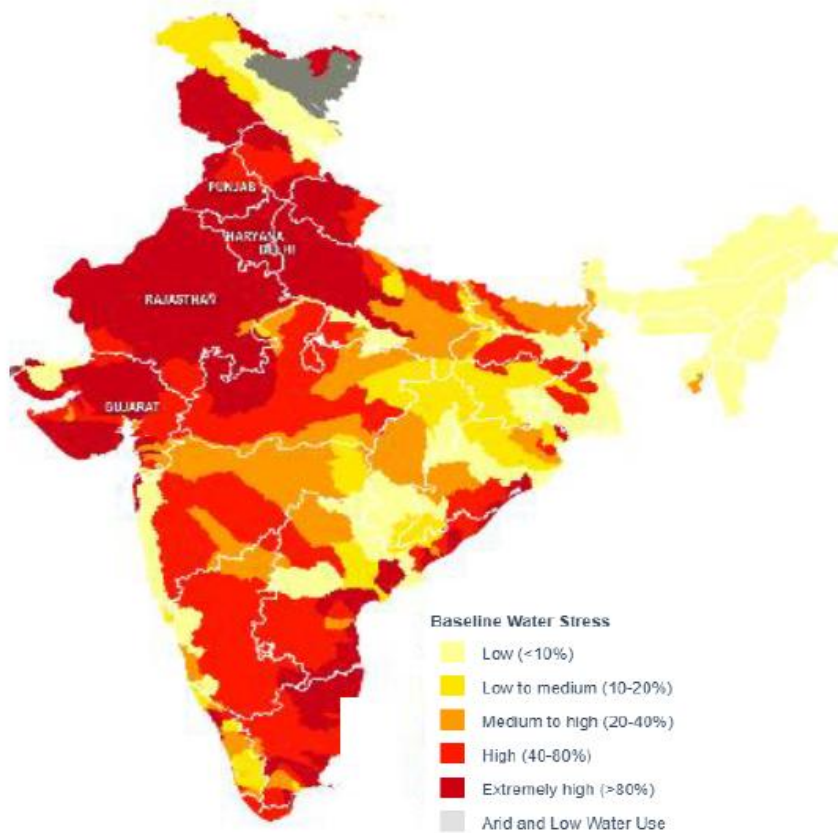 PUNJAB
HARYANA
DELHI
RAJASTHAN
GUJARAT
Baseline Water Stress
Low (<10%)
Low to medium (10-20%)
Medium to high (20-40%)
High (40-80%)
Extremely high (>80%)
Arid and Low Water Use